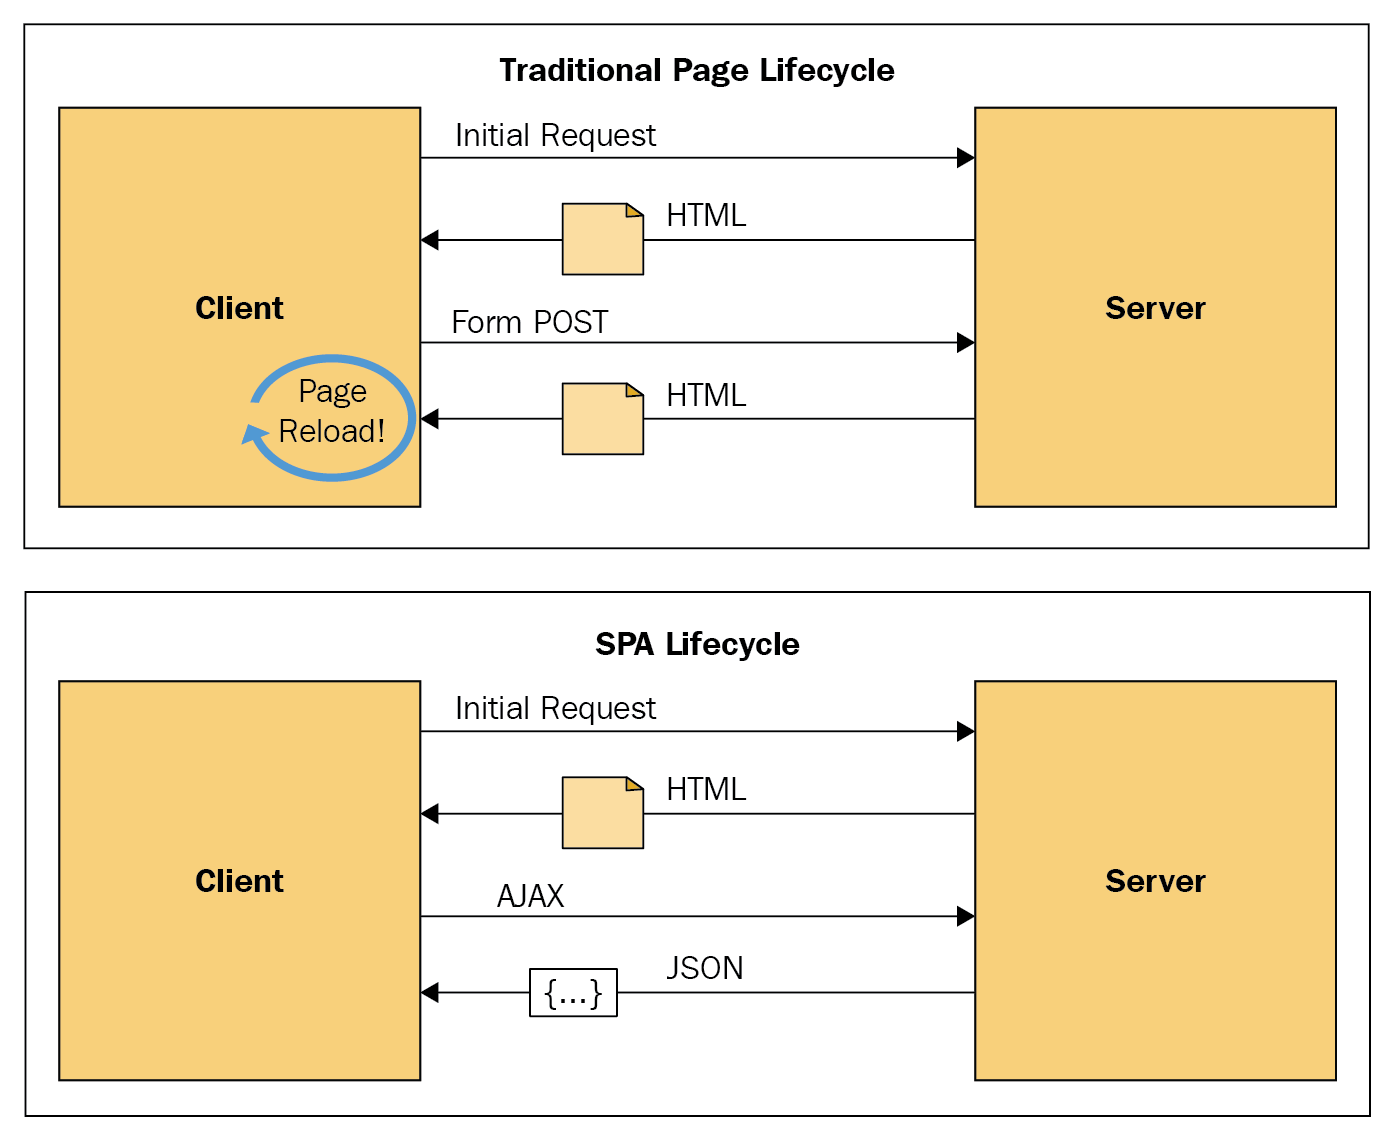 Traditional Page Lifecycle
Initial Request
HTML
Client
Server
Form POST
Page
Reload!
HTML
SPA Lifecycle
Initial Request
HTML
Client
Server
AJAX
JSON
{...}